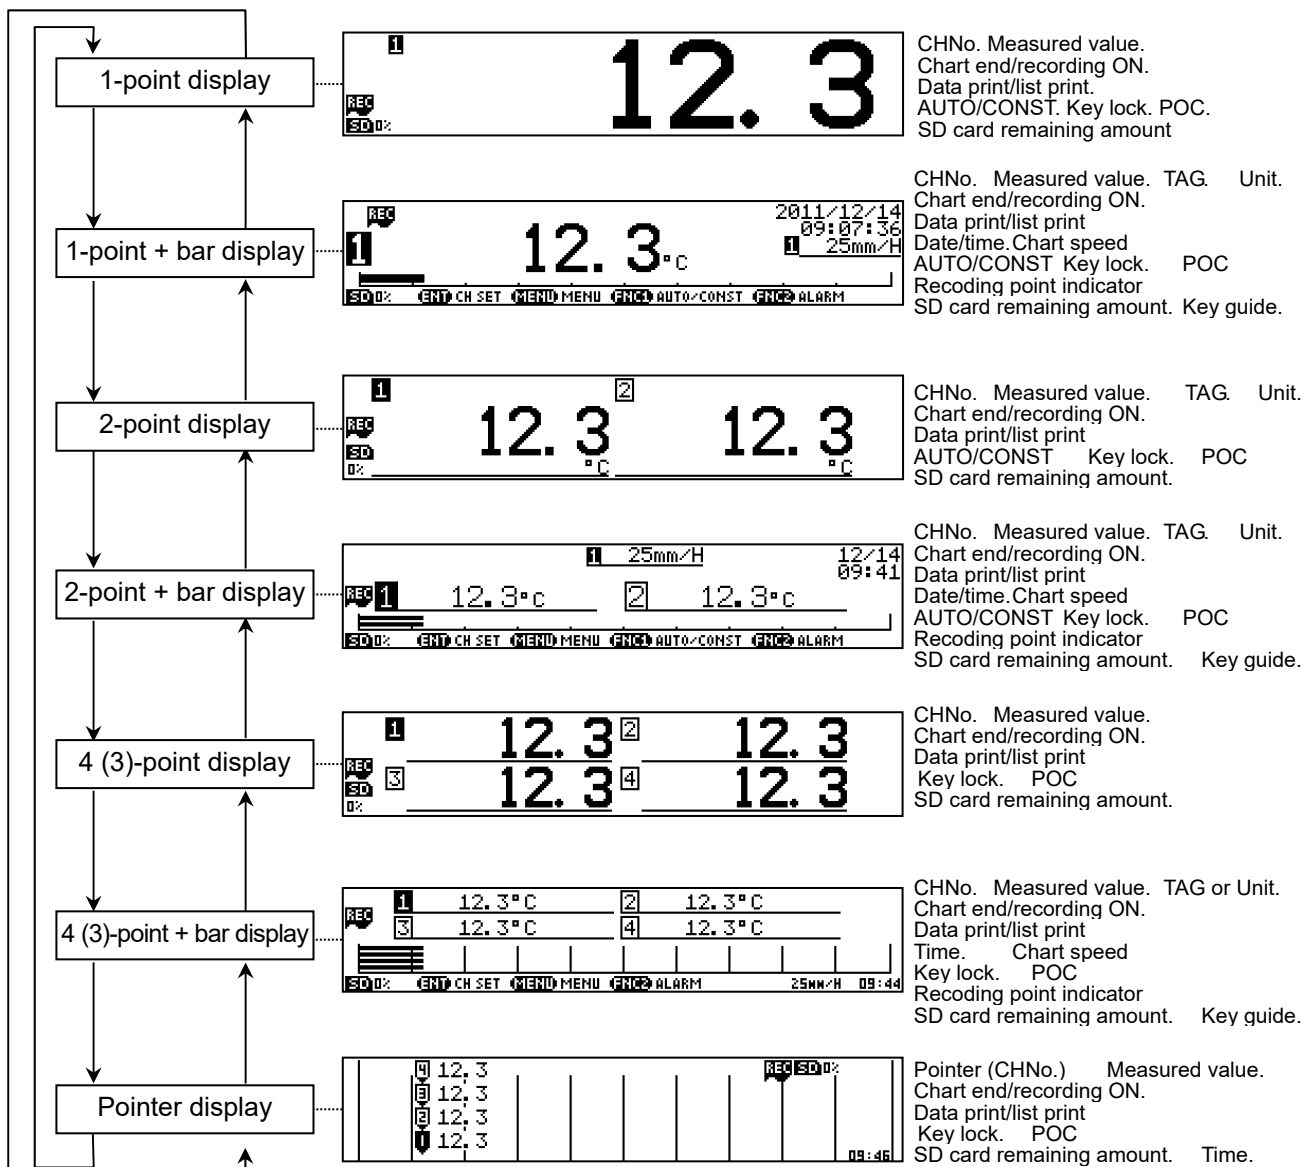 1-point display
1
12. 3
REC
SD 0%
CHNo. Measured value.
Chart end/recording ON.
Data print/list print.
AUTO/CONST. Key lock. POC.
SD card remaining amount
1-point + bar display
REC
1
12. 3°C
2011/12/14
09:07:36
1 25mm/H
SD 0% ENT CH SET MENU MENU FNC1 AUTO/CONST FNC2 ALARM
CHNo. Measured value. TAG. Unit.
Chart end/recording ON.
Data print/list print
Date/time.Chart speed
AUTO/CONST Key lock. POC
Recoding point indicator
SD card remaining amount. Key guide.
2-point display
1 2
REC 12. 3 12. 3
SD
0% °C °C
CHNo. Measured value. TAG. Unit.
Chart end/recording ON.
Data print/list print
AUTO/CONST Key lock. POC
SD card remaining amount.
2-point + bar display
1 25mm/H 12/14
09:41
REC 1 12.3°C 2 12.3°C
SD 0% ENT CH SET MENU MENU FNC1 AUTO/CONST FNC2 ALARM
CHNo. Measured value. TAG. Unit.
Chart end/recording ON.
Data print/list print
Date/time.Chart speed
AUTO/CONST Key lock. POC
Recoding point indicator
SD card remaining amount. Key guide.
4 (3)-point display
1 12. 3 2 12. 3
REC
3 12. 3 4 12. 3
SD
0%
CHNo. Measured value.
Chart end/recording ON.
Data print/list print
Key lock. POC
SD card remaining amount.
4 (3)-point + bar display
1 12.3°C 2 12.3°C
REC
3 12.3°C 4 12.3°C
SD 0% ENT CH SET MENU MENU FNC2 ALARM 25mm/H 09:44
CHNo. Measured value. TAG or Unit.
Chart end/recording ON.
Data print/list print
Time. Chart speed
Key lock. POC
Recoding point indicator
SD card remaining amount. Key guide.
Pointer display
4 12. 3 REC SD 0%
3 12. 3
2 12. 3
1 12. 3
09:46
Pointer (CHNo.) Measured value.
Chart end/recording ON.
Data print/list print
Key lock. POC
SD card remaining amount. Time.